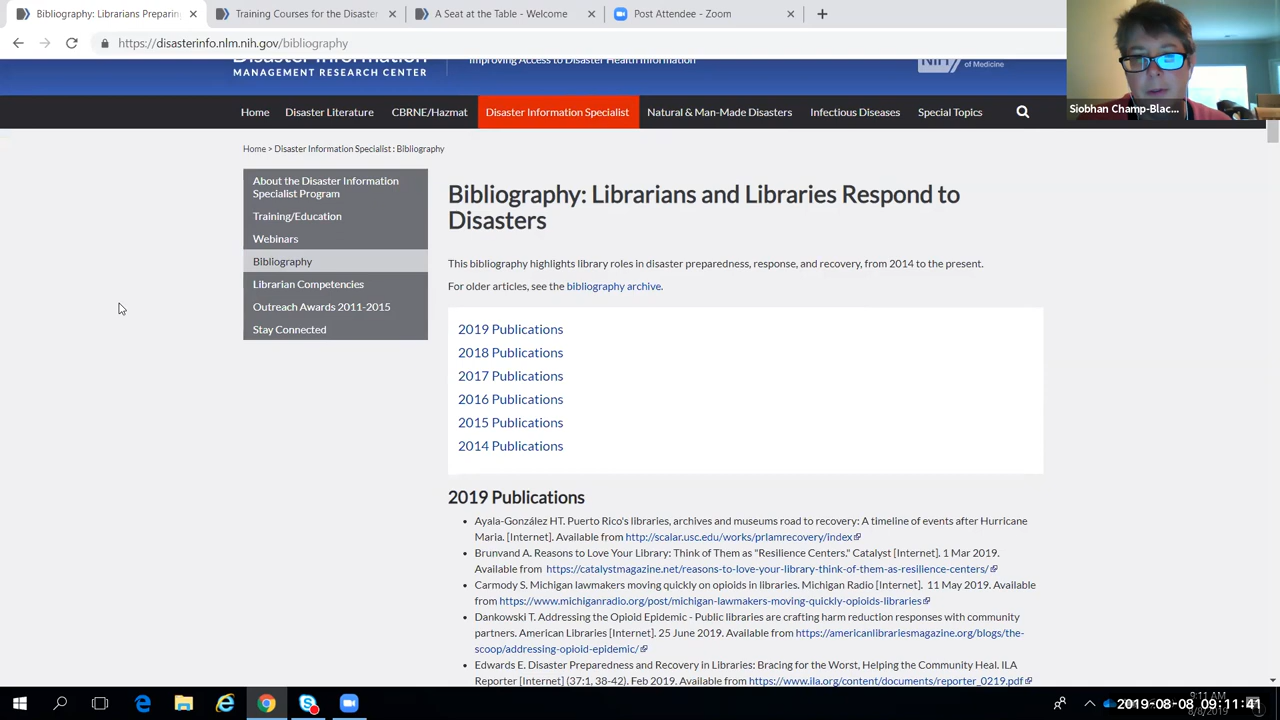 Bibliography: Librarians Preparin
Training Courses for the Disaster
A Seat at the Table - Welcome
Post Attendee - Zoom
https://disasterinfo.nlm.nih.gov/bibliography
Disaster Information
MANAGEMENT RESEARCH CENTER
Improving Access to Disaster Health Information
NIH
of Medicine
Siobhan Champ-Blac...
Home
Disaster Literature
CBRNE/Hazmat
Disaster Information Specialist
Natural & Man-Made Disasters
Infectious Diseases
Special Topics
Home > Disaster Information Specialist : Bibliography
About the Disaster Information
Specialist Program
Training/Education
Webinars
Bibliography
Librarian Competencies
Outreach Awards 2011-2015
Stay Connected
Bibliography: Librarians and Libraries Respond to
Disasters
This bibliography highlights library roles in disaster preparedness, response, and recovery, from 2014 to the present.
For older articles, see the bibliography archive.
2019 Publications
2018 Publications
2017 Publications
2016 Publications
2015 Publications
2014 Publications
2019 Publications
Ayala-González HT. Puerto Rico's libraries, archives and museums road to recovery: A timeline of events after Hurricane
Maria. [Internet]. Available from http://scalar.usc.edu/works/prlamrecovery/index
Brunvand A. Reasons to Love Your Library: Think of Them as "Resilience Centers." Catalyst [Internet]. 1 Mar 2019.
Available from https://catalystmagazine.net/reasons-to-love-your-library-think-of-them-as-resilience-centers/
Carmody S. Michigan lawmakers moving quickly on opioids in libraries. Michigan Radio [Internet]. 11 May 2019. Available
from https://www.michiganradio.org/post/michigan-lawmakers-moving-quickly-opioids-libraries
Dankowski T. Addressing the Opioid Epidemic - Public libraries are crafting harm reduction responses with community
partners. American Libraries [Internet]. 25 June 2019. Available from https://americanlibrariesmagazine.org/blogs/the-
scoop/addressing-opioid-epidemic/
Edwards E. Disaster Preparedness and Recovery in Libraries: Bracing for the Worst, Helping the Community Heal. ILA
Reporter [Internet] (37:1, 38-42). Feb 2019. Available from https://www.ila.org/content/documents/reporter_0219.pdf
9:11 AM
2019-08-08 09:11:41
8/8/2019